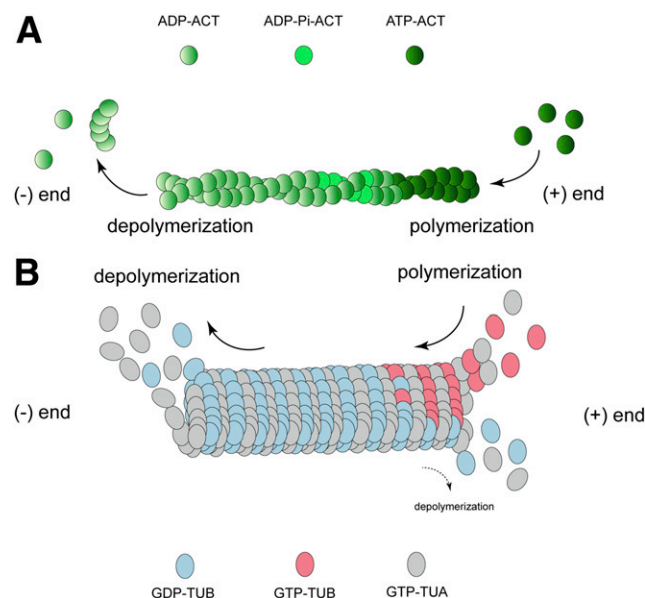 A
ADP-ACT ADP-Pi-ACT ATP-ACT
(-) end (+) end
depolymerization polymerization
B
depolymerization polymerization
(-) end (+) end
depolymerization
GDP-TUB GTP-TUB GTP-TUA